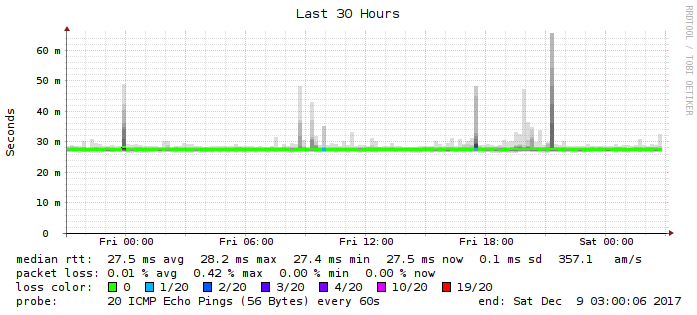 Last 30 Hours
RRDTOOL / TOBI OETIKER
Seconds
60 m
50 m
40 m
30 m
20 m
10 m
0
Fri 00:00 Fri 06:00 Fri 12:00 Fri 18:00 Sat 00:00
median rtt: 27.5 ms avg 28.2 ms max 27.4 ms min 27.5 ms now 0.1 ms sd 357.1 am/s
packet loss: 0.01 % avg 0.42 % max 0.00 % min 0.00 % now
loss color: 0 1/20 2/20 3/20 4/20 10/20 19/20
probe: 20 ICMP Echo Pings (56 Bytes) every 60s end: Sat Dec 9 03:00:06 2017